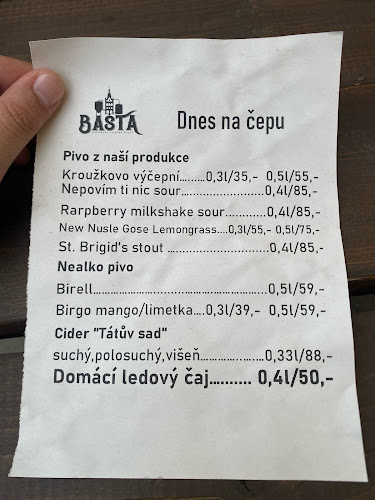 BASTA
Dnes na čepu
Pivo z naší produkce
Kroužkovo výčepní.......0,3l/35,- 0,5l/55,-
Nepovím ti nic sour.......................0,4l/85,-
Rarpberry milkshake sour...........0,4l/85,-
New Nusle Gose Lemongrass....0,3l/55,- 0,5l/75,-
St. Brigid's stout ...........................0,4l/85,-
Nealko pivo
Birell.................................................0,5l/59,-
Birgo mango/limetka...0,3l/39,- 0,5l/59,-
Cider "Tátův sad"
suchý,polosuchý,višeň..................0,33l/88,-
Domácí ledový čaj.......... 0,4l/50,-